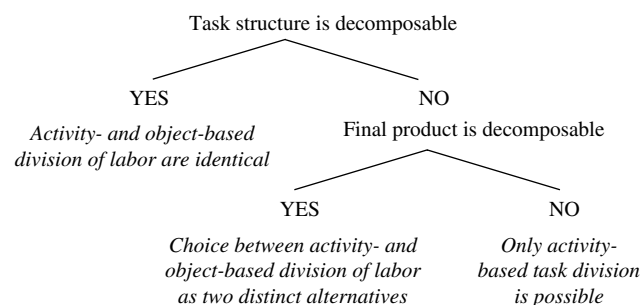 Task structure is decomposable
YES
NO
Activity- and object-based
division of labor are identical
Final product is decomposable
YES
NO
Choice between activity- and
object-based division of labor
as two distinct alternatives
Only activity-
based task division
is possible